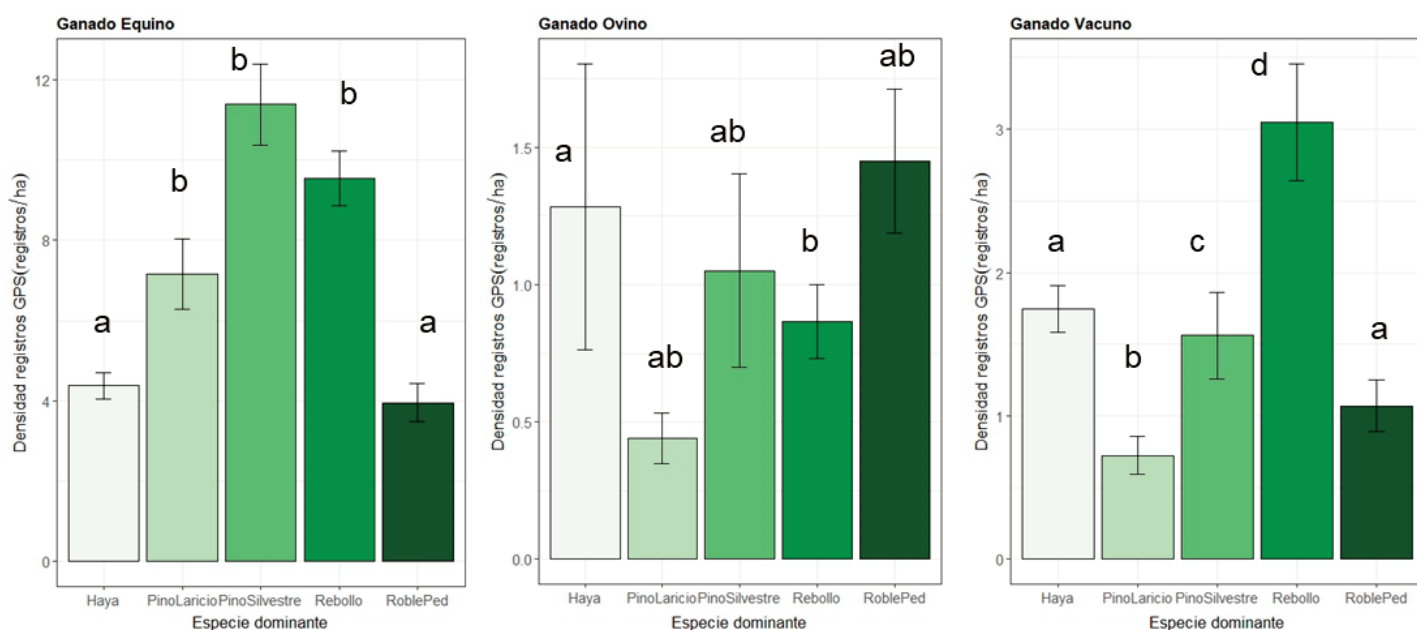 Ganado Equino
Densidad registros GPS(registros/ha)
12
8
4
0
b
b
b
a
a
Haya PinoLaricio PinoSilvestre Rebollo RoblePed
Especie dominante
Ganado Ovino
Densidad registros GPS(registros/ha)
1.5
1.0
0.5
0.0
ab
ab
a
b
ab
Haya PinoLaricio PinoSilvestre Rebollo RoblePed
Especie dominante
Ganado Vacuno
Densidad registros GPS(registros/ha)
3
2
1
0
d
a
c
a
b
Haya PinoLaricio PinoSilvestre Rebollo RoblePed
Especie dominante